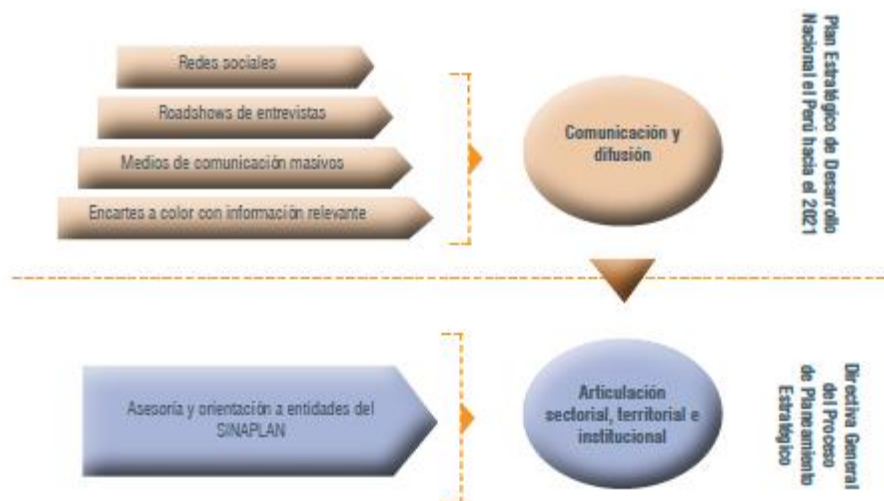 Redes sociales
Roadshows de entrevistas
Medios de comunicación masivos
Encartes a color con información relevante
Comunicación y
difusión
Plan Estratégico de Desarrollo
Nacional el Perú hacia el 2021
Asesoría y orientación a entidades del
SINAPLAN
Articulación
sectorial, territorial e
institucional
Directiva General
del Proceso
de Planeamiento
Estratégico